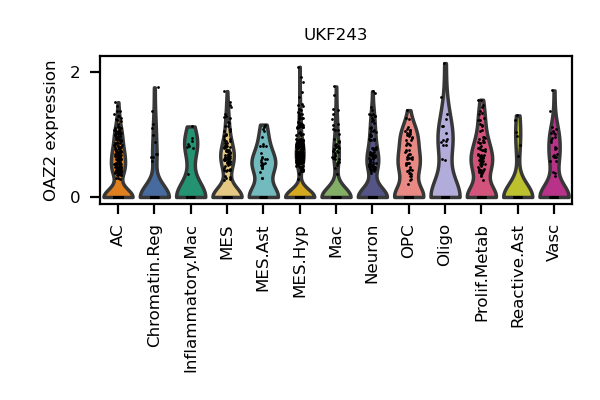 UKF243
OAZ2 expression
2
0
AC
Chromatin.Reg
Inflammatory.Mac
MES
MES.Ast
MES.Hyp
Mac
Neuron
OPC
Oligo
Prolif.Metab
Reactive.Ast
Vasc